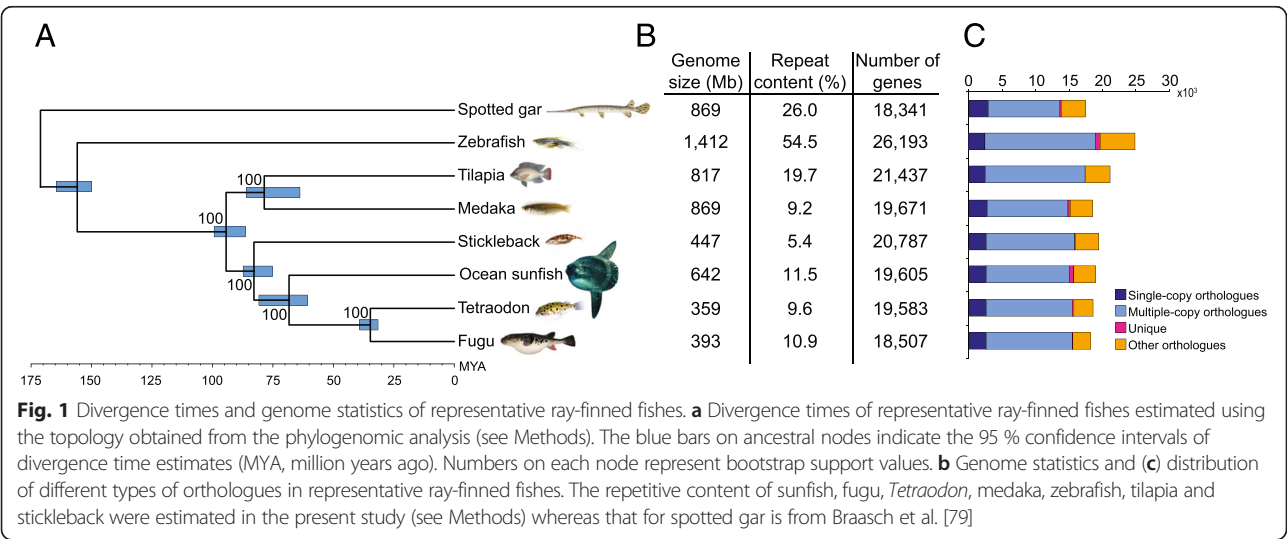 A
B
C
Genome size (Mb)
Repeat content (%)
Number of genes
0 5 10 15 20 25 30
x10³
Spotted gar 869 26.0 18,341
Zebrafish 1,412 54.5 26,193
100
Tilapia 817 19.7 21,437
100
Medaka 869 9.2 19,671
Stickleback 447 5.4 20,787
100
Ocean sunfish 642 11.5 19,605
100
100
Tetraodon 359 9.6 19,583
Fugu 393 10.9 18,507
Single-copy orthologues
Multiple-copy orthologues
Unique
Other orthologues
MYA
175 150 125 100 75 50 25 0
Fig. 1 Divergence times and genome statistics of representative ray-finned fishes. a Divergence times of representative ray-finned fishes estimated using
the topology obtained from the phylogenomic analysis (see Methods). The blue bars on ancestral nodes indicate the 95 % confidence intervals of
divergence time estimates (MYA, million years ago). Numbers on each node represent bootstrap support values. b Genome statistics and (c) distribution
of different types of orthologues in representative ray-finned fishes. The repetitive content of sunfish, fugu, Tetraodon, medaka, zebrafish, tilapia and
stickleback were estimated in the present study (see Methods) whereas that for spotted gar is from Braasch et al. [79]